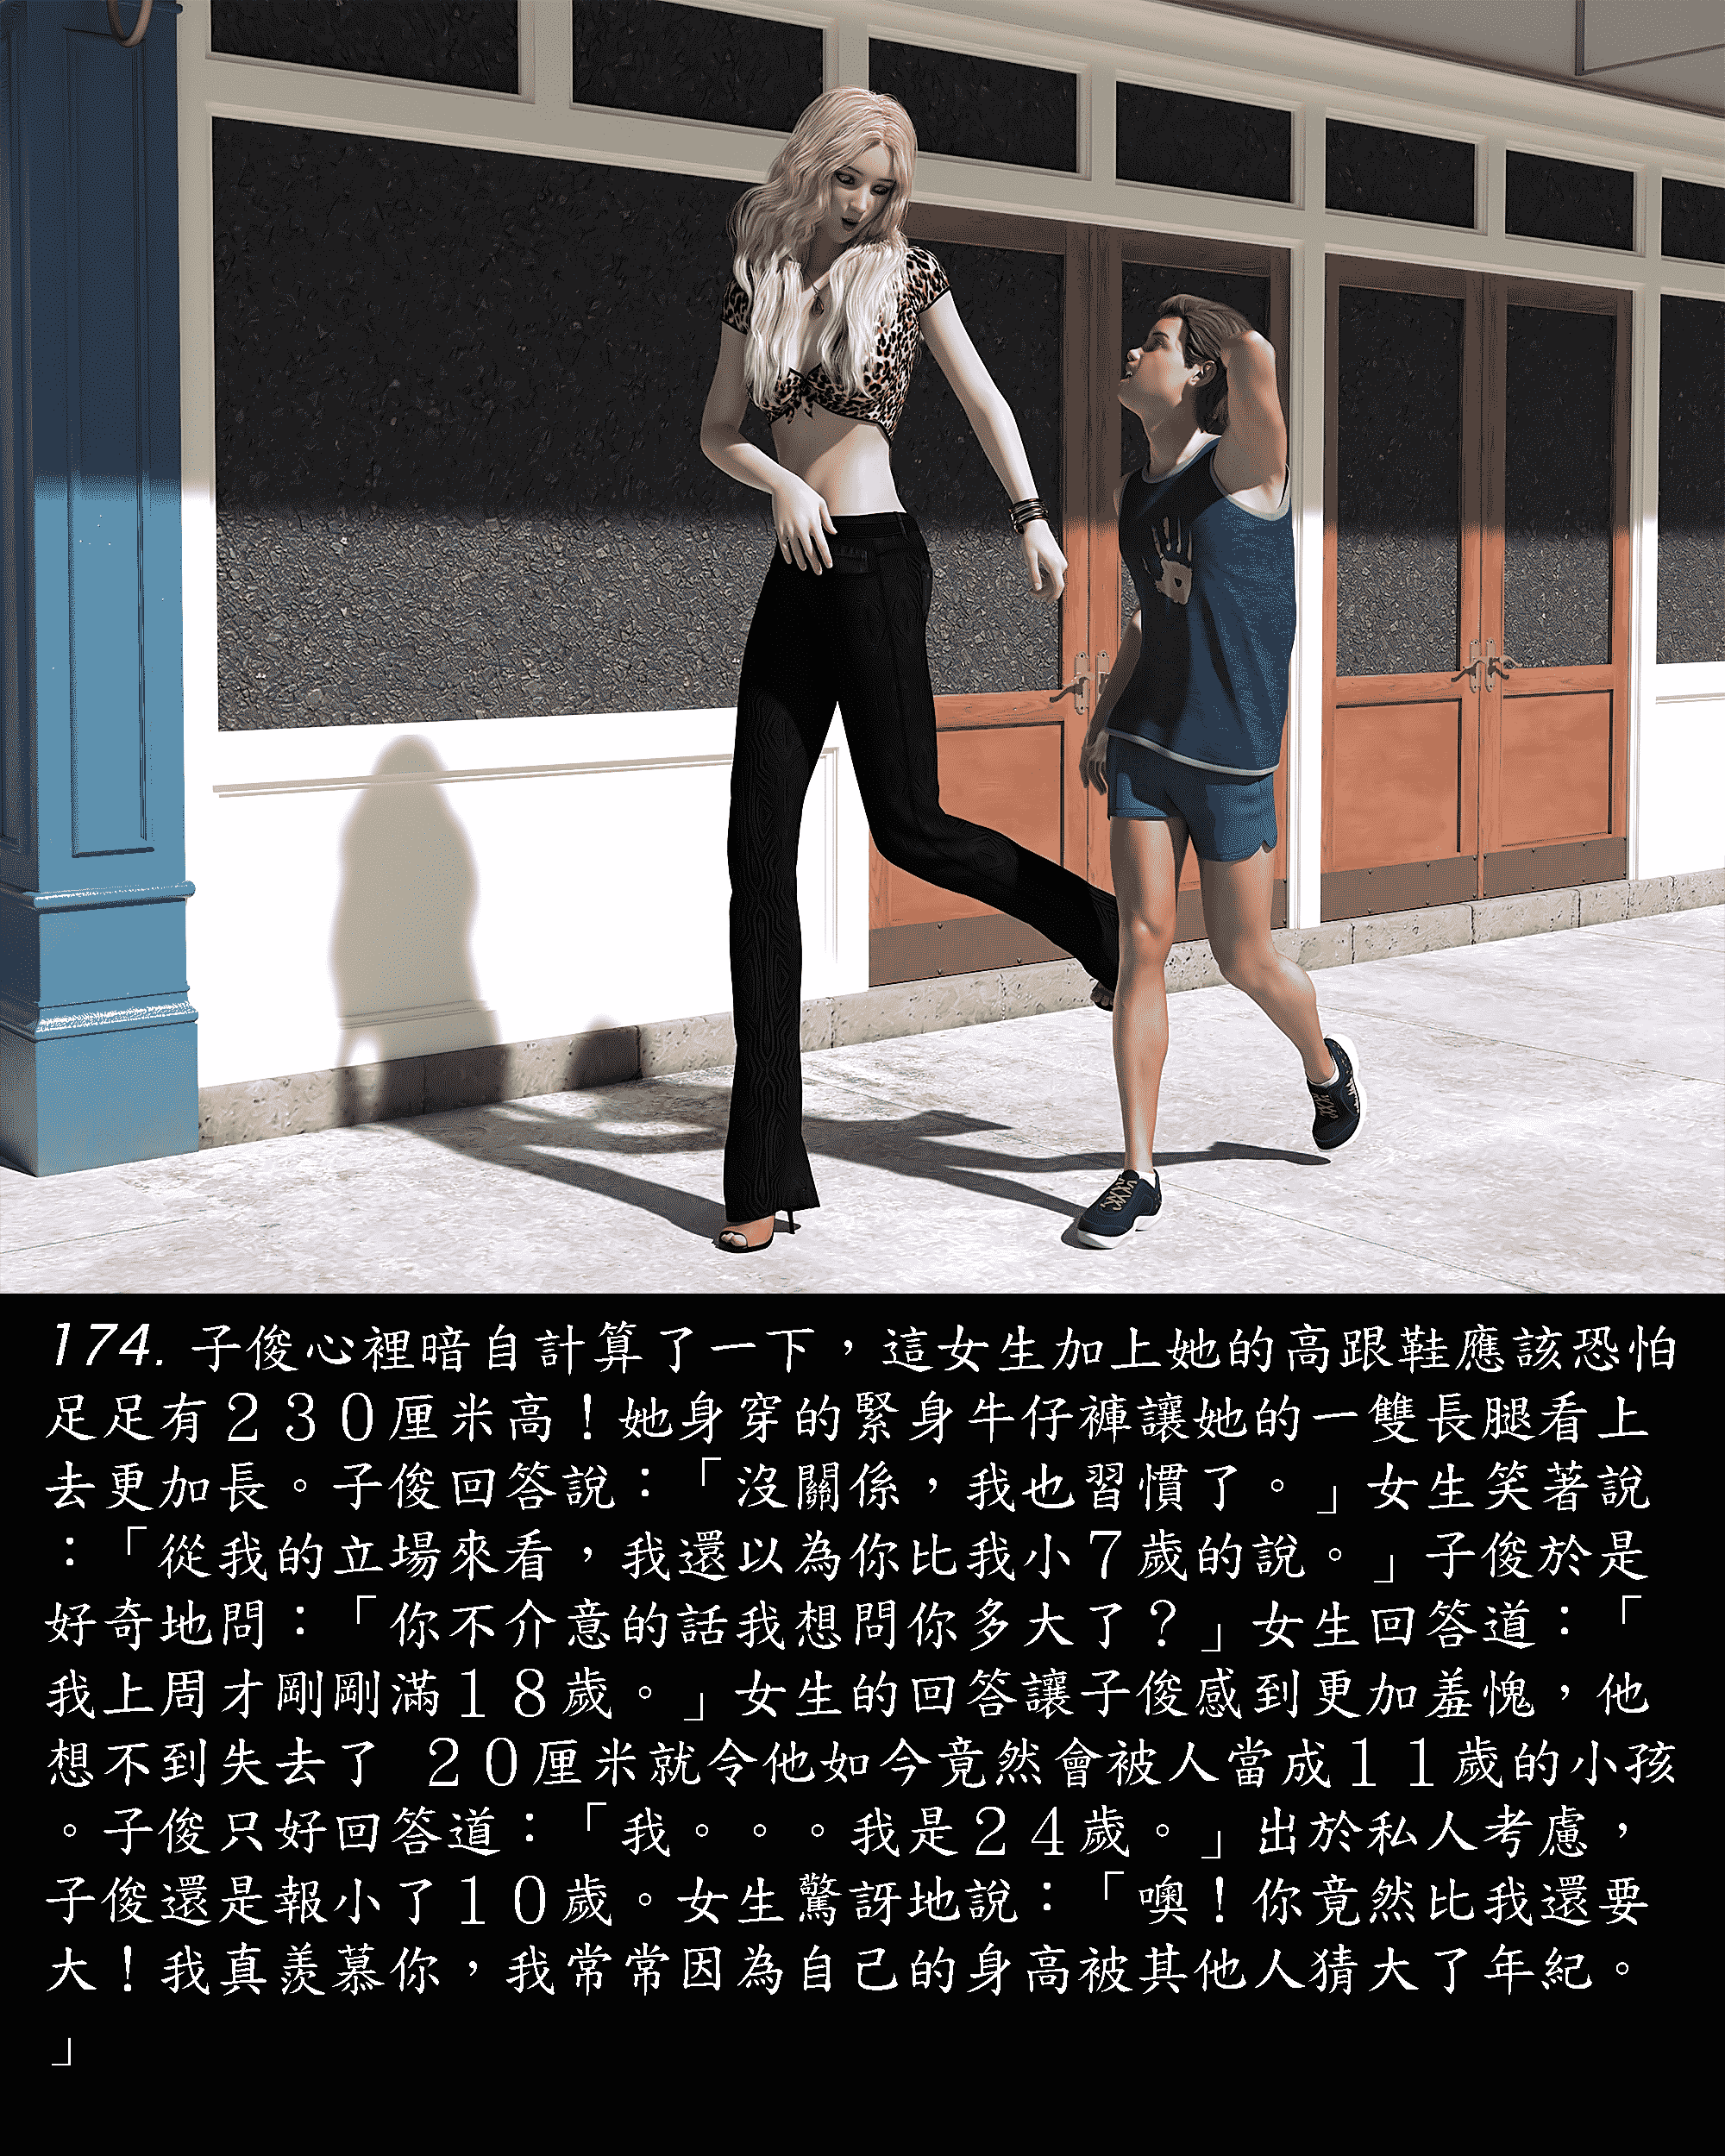 174. 子俊心裡暗自計算了一下，這女生加上她的高跟鞋應該恐怕
足足有２３０厘米高！她身穿的緊身牛仔褲讓她的一雙長腿看上
去更加長。子俊回答說：「沒關係，我也習慣了。」女生笑著說
：「從我的立場來看，我還以為你比我小７歲的說。」子俊於是
好奇地問：「你不介意的話我想問你多大了？」女生回答道：「
我上周才剛剛滿１８歲。」女生的回答讓子俊感到更加羞愧，他
想不到失去了 ２０厘米就令他如今竟然會被人當成１１歲的小孩
。子俊只好回答道：「我。。。我是２４歲。」出於私人考慮，
子俊還是報小了１０歲。女生驚訝地說：「噢！你竟然比我還要
大！我真羨慕你，我常常因為自己的身高被其他人猜大了年紀。
」